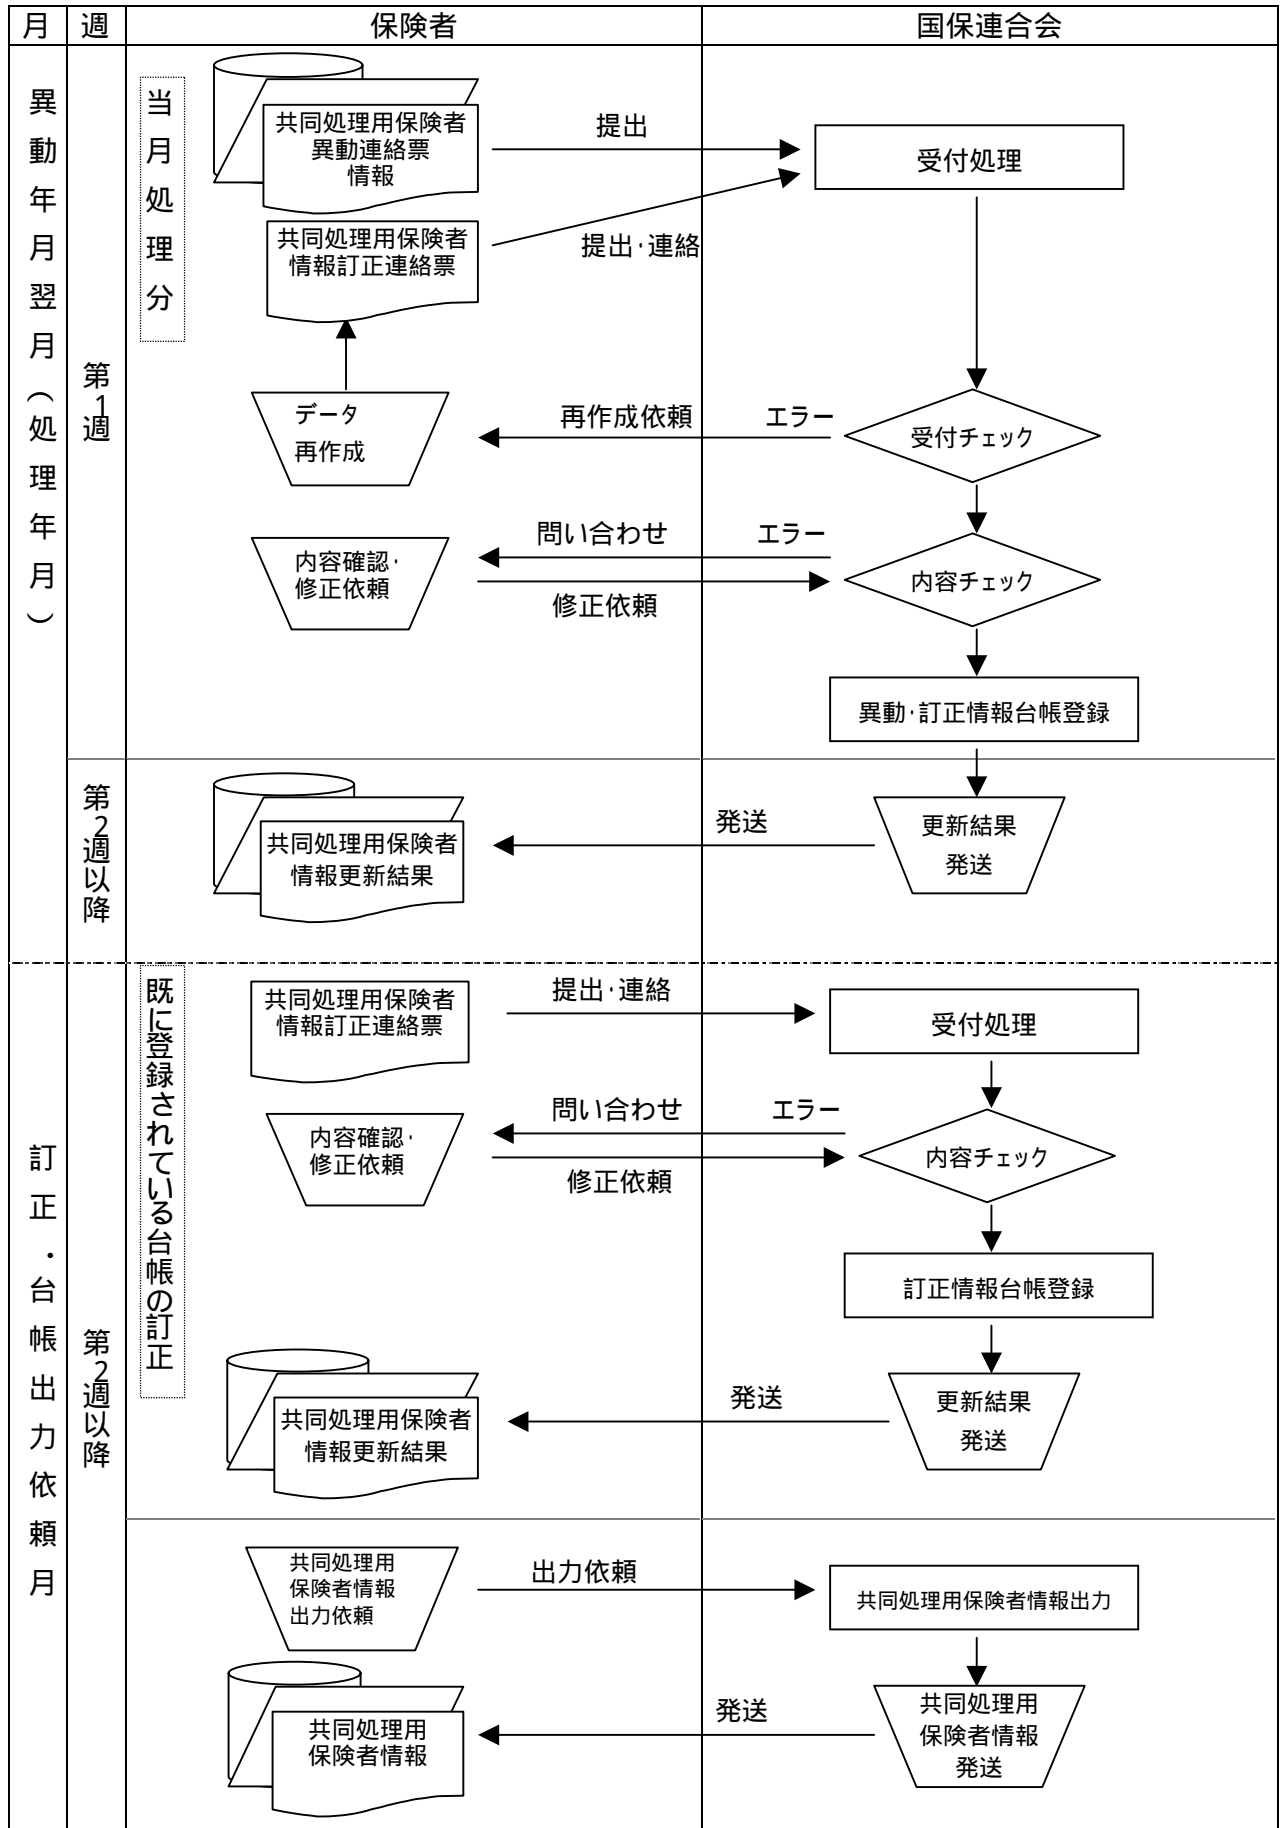 月
週
保険者
国保連合会
異動年月翌月（処理年月）
第1週
当月処理分
共同処理用保険者
異動連絡票
情報
提出
受付処理
共同処理用保険者
情報訂正連絡票
提出・連絡
データ
再作成
再作成依頼
エラー
受付チェック
内容確認・
修正依頼
問い合わせ
エラー
修正依頼
内容チェック
異動・訂正情報台帳登録
第2週以降
共同処理用保険者
情報更新結果
発送
更新結果
発送
訂正・台帳出力依頼月
第2週以降
既に登録されている台帳の訂正
共同処理用保険者
情報訂正連絡票
提出・連絡
受付処理
内容確認・
修正依頼
問い合わせ
エラー
修正依頼
内容チェック
訂正情報台帳登録
共同処理用保険者
情報更新結果
発送
更新結果
発送
共同処理用
保険者情報
出力依頼
出力依頼
共同処理用保険者情報出力
共同処理用
保険者情報
発送
共同処理用
保険者情報
発送